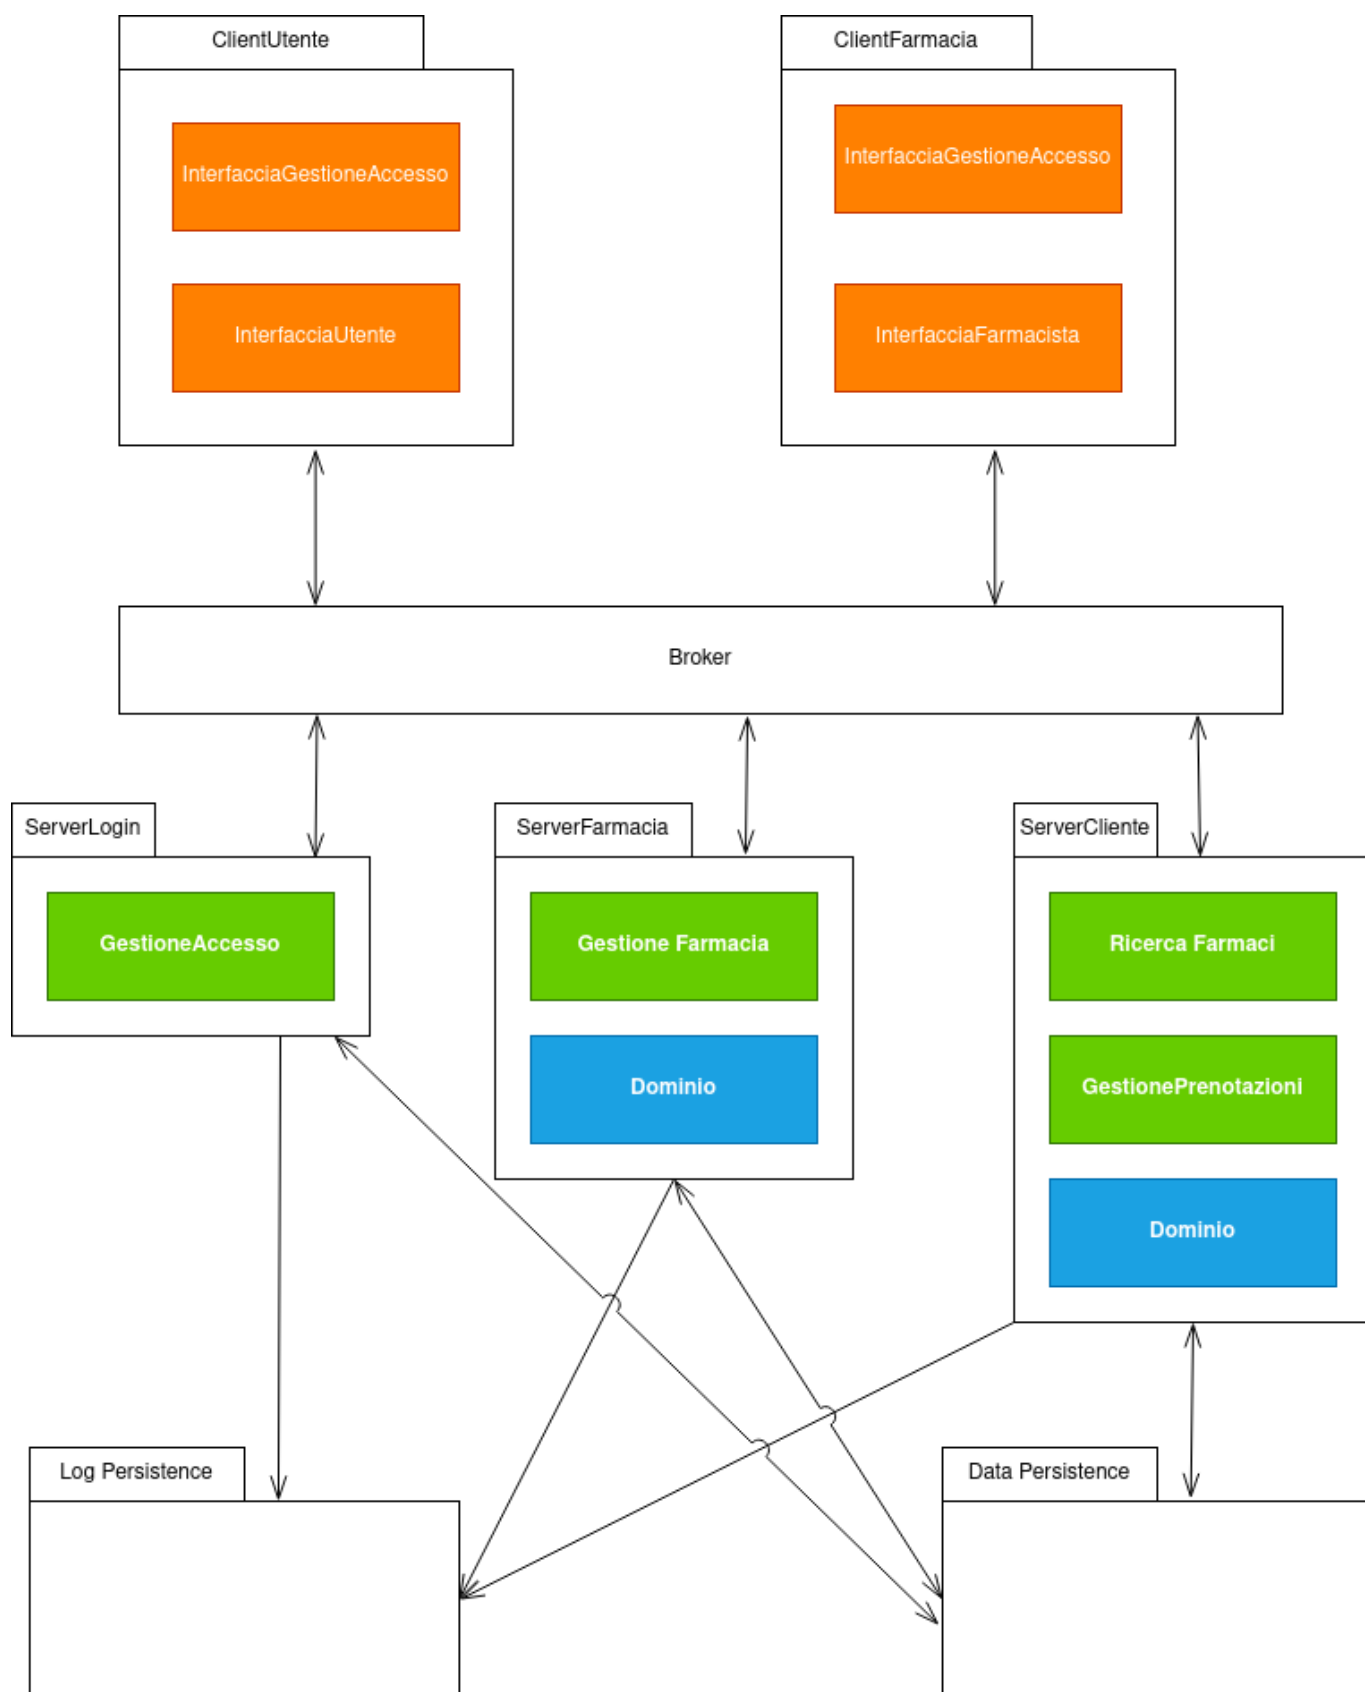 ClientUtente
ClientFarmacia
InterfacciaGestioneAccesso
InterfacciaGestioneAccesso
InterfacciaUtente
InterfacciaFarmacista
Broker
ServerLogin
ServerFarmacia
ServerCliente
GestioneAccesso
Gestione Farmacia
Ricerca Farmaci
Dominio
GestionePrenotazioni
Dominio
Log Persistence
Data Persistence